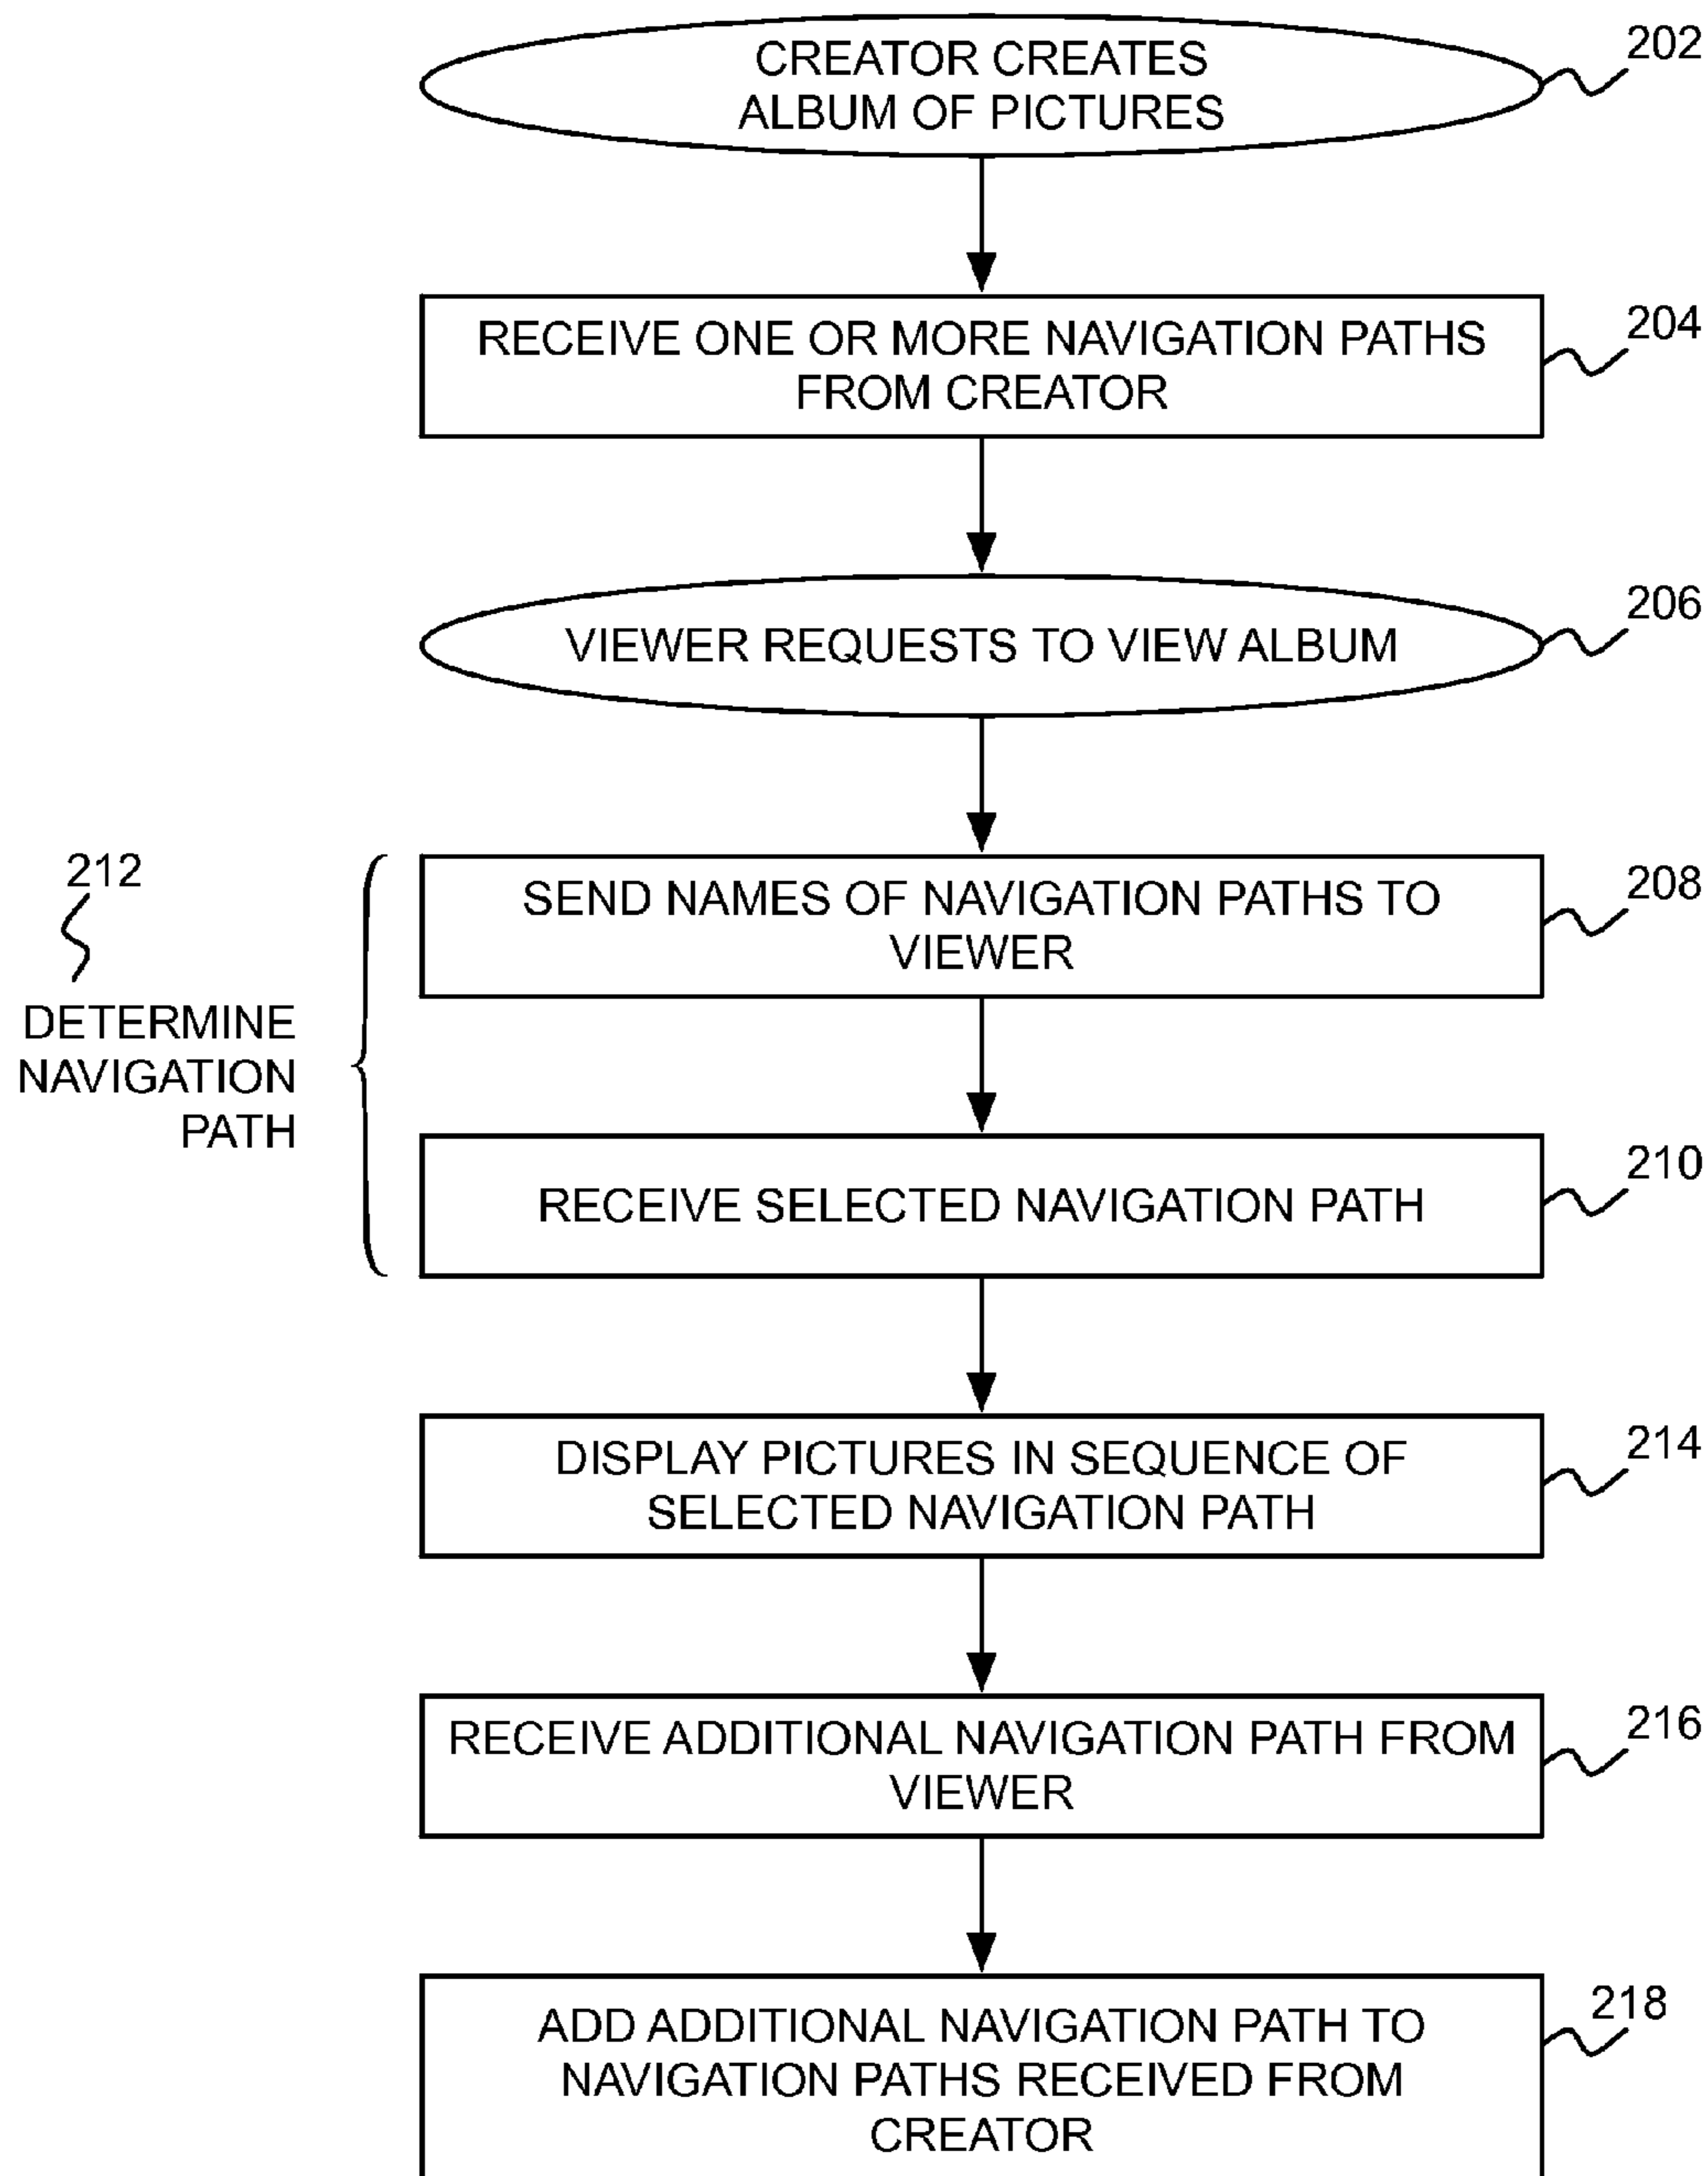 CREATOR CREATES
ALBUM OF PICTURES
202
RECEIVE ONE OR MORE NAVIGATION PATHS
FROM CREATOR
204
VIEWER REQUESTS TO VIEW ALBUM
206
212
DETERMINE
NAVIGATION
PATH
SEND NAMES OF NAVIGATION PATHS TO
VIEWER
208
RECEIVE SELECTED NAVIGATION PATH
210
DISPLAY PICTURES IN SEQUENCE OF
SELECTED NAVIGATION PATH
214
RECEIVE ADDITIONAL NAVIGATION PATH FROM
VIEWER
216
ADD ADDITIONAL NAVIGATION PATH TO
NAVIGATION PATHS RECEIVED FROM
CREATOR
218